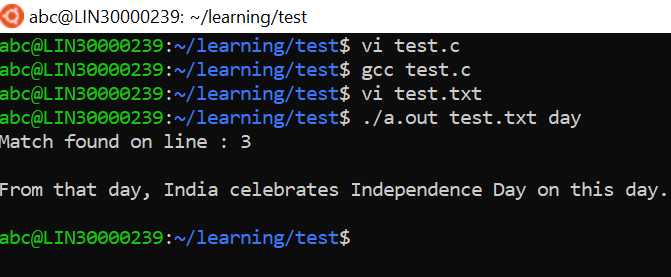 abc@LIN30000239: ~/learning/test
abc@LIN30000239:~/learning/test$ vi test.c
abc@LIN30000239:~/learning/test$ gcc test.c
abc@LIN30000239:~/learning/test$ vi test.txt
abc@LIN30000239:~/learning/test$ ./a.out test.txt day
Match found on line : 3
From that day, India celebrates Independence Day on this day.
abc@LIN30000239:~/learning/test$